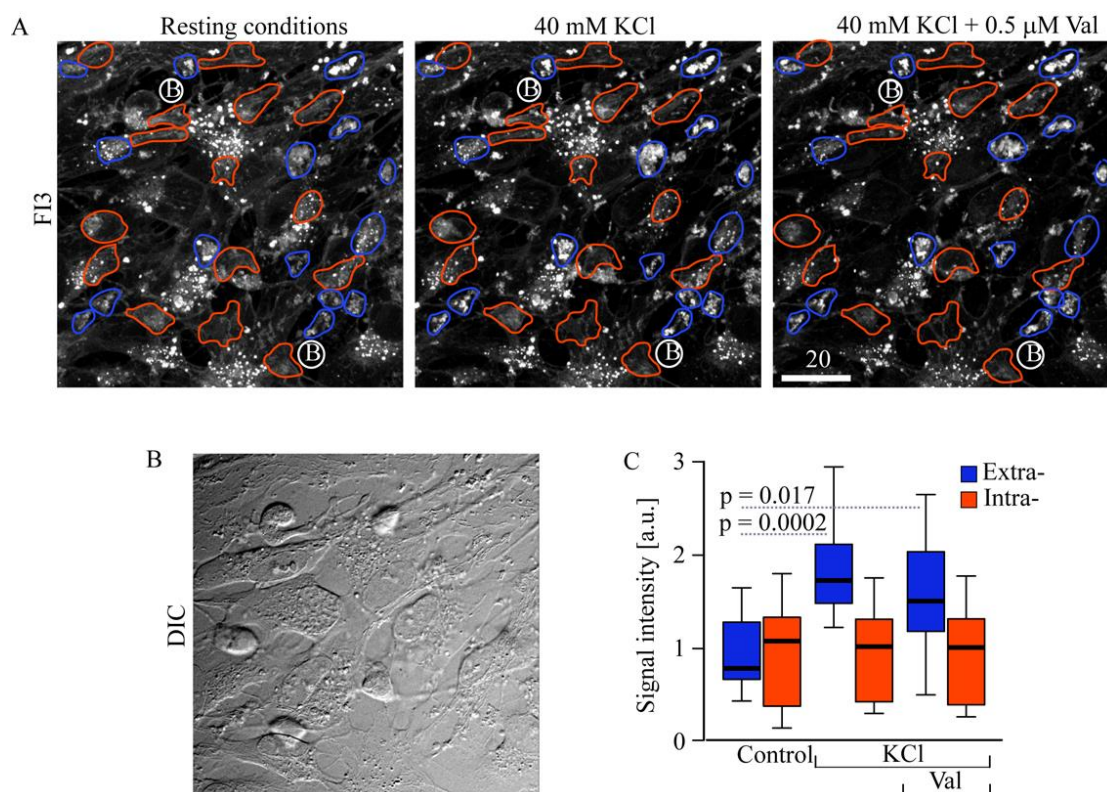 A
Resting conditions
40 mM KCl
40 mM KCl + 0.5 μM Val
FI3
B
B
B
B
B
B
20
B
DIC
C
Signal intensity [a.u.]
3
2
1
0
p = 0.017
p = 0.0002
Extra-
Intra-
Control
KCl
Val